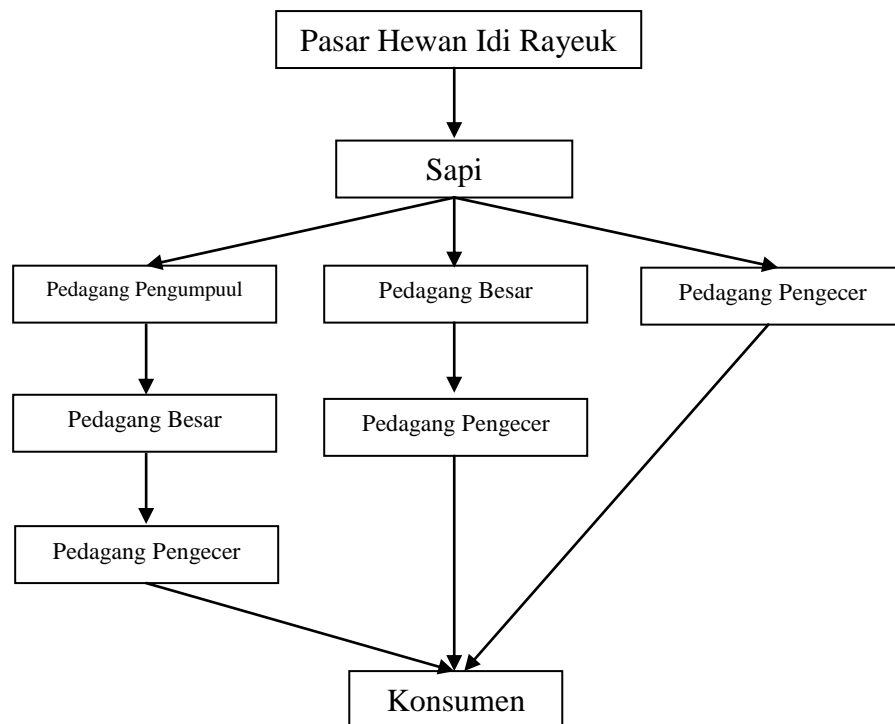 Pasar Hewan Idi Rayeuk
Sapi
Pedagang Pengumpuul
Pedagang Besar
Pedagang Pengecer
Pedagang Besar
Pedagang Pengecer
Pedagang Pengecer
Konsumen